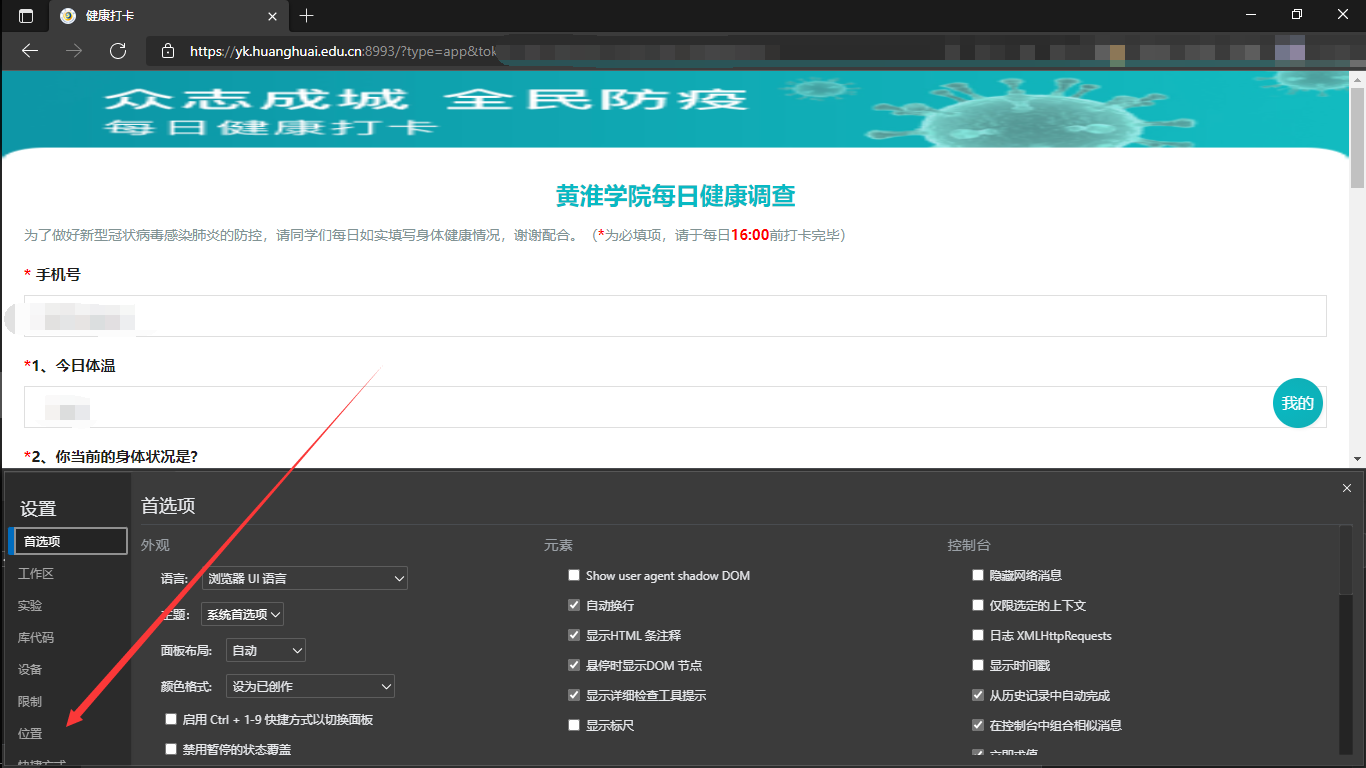 健康打卡
https://yk.huanghuai.edu.cn:8993/?type=app&tok
众志成城 全民防疫
每日健康打卡
黄淮学院每日健康调查
为了做好新型冠状病毒感染肺炎的防控，请同学们每日如实填写身体健康情况，谢谢配合。（*为必填项，请于每日16:00前打卡完毕）
* 手机号
*1、今日体温
我的
*2、你当前的身体状况是?
设置
首选项
工作区
实验
库代码
设备
限制
位置
快捷方式
首选项
外观
语言: 浏览器 UI 语言
主题: 系统首选项
面板布局: 自动
颜色格式: 设为已创作
启用 Ctrl + 1-9 快捷方式以切换面板
禁用暂停的状态覆盖
元素
Show user agent shadow DOM
自动换行
显示HTML 条注释
悬停时显示DOM 节点
显示详细检查工具提示
显示标尺
控制台
隐藏网络消息
仅限选定的上下文
日志 XMLHttpRequests
显示时间戳
从历史记录中自动完成
在控制台中组合相似消息
立即求值